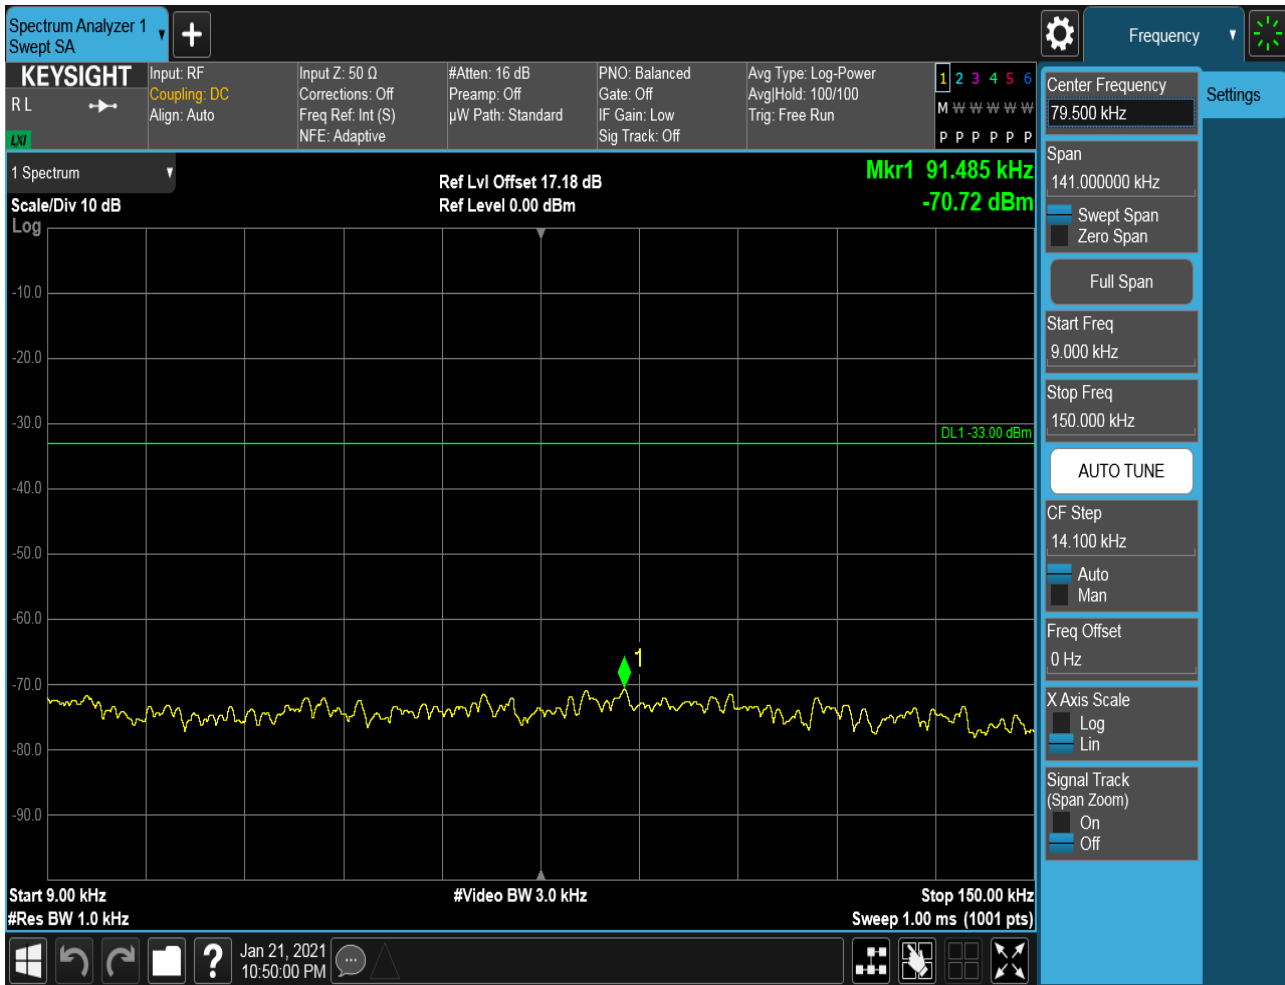 Spectrum Analyzer 1
Swept SA
Frequency
KEYSIGHT
R L
LXI
Input: RF
Coupling: DC
Align: Auto
Input Z: 50 Ω
Corrections: Off
Freq Ref: Int (S)
NFE: Adaptive
#Atten: 16 dB
Preamp: Off
µW Path: Standard
PNO: Balanced
Gate: Off
IF Gain: Low
Sig Track: Off
Avg Type: Log-Power
Avg|Hold: 100/100
Trig: Free Run
1 2 3 4 5 6
M W W W W W
P P P P P P
1 Spectrum
Scale/Div 10 dB
Log
Ref Lvl Offset 17.18 dB
Ref Level 0.00 dBm
Mkr1 91.485 kHz
-70.72 dBm
-10.0
-20.0
-30.0
DL1 -33.00 dBm
-40.0
-50.0
-60.0
1
-70.0
-80.0
-90.0
Start 9.00 kHz
#Video BW 3.0 kHz
Stop 150.00 kHz
#Res BW 1.0 kHz
Sweep 1.00 ms (1001 pts)
Center Frequency
79.500 kHz
Settings
Span
141.000000 kHz
Swept Span
Zero Span
Full Span
Start Freq
9.000 kHz
Stop Freq
150.000 kHz
AUTO TUNE
CF Step
14.100 kHz
Auto
Man
Freq Offset
0 Hz
X Axis Scale
Log
Lin
Signal Track
(Span Zoom)
On
Off
?
Jan 21, 2021
10:50:00 PM